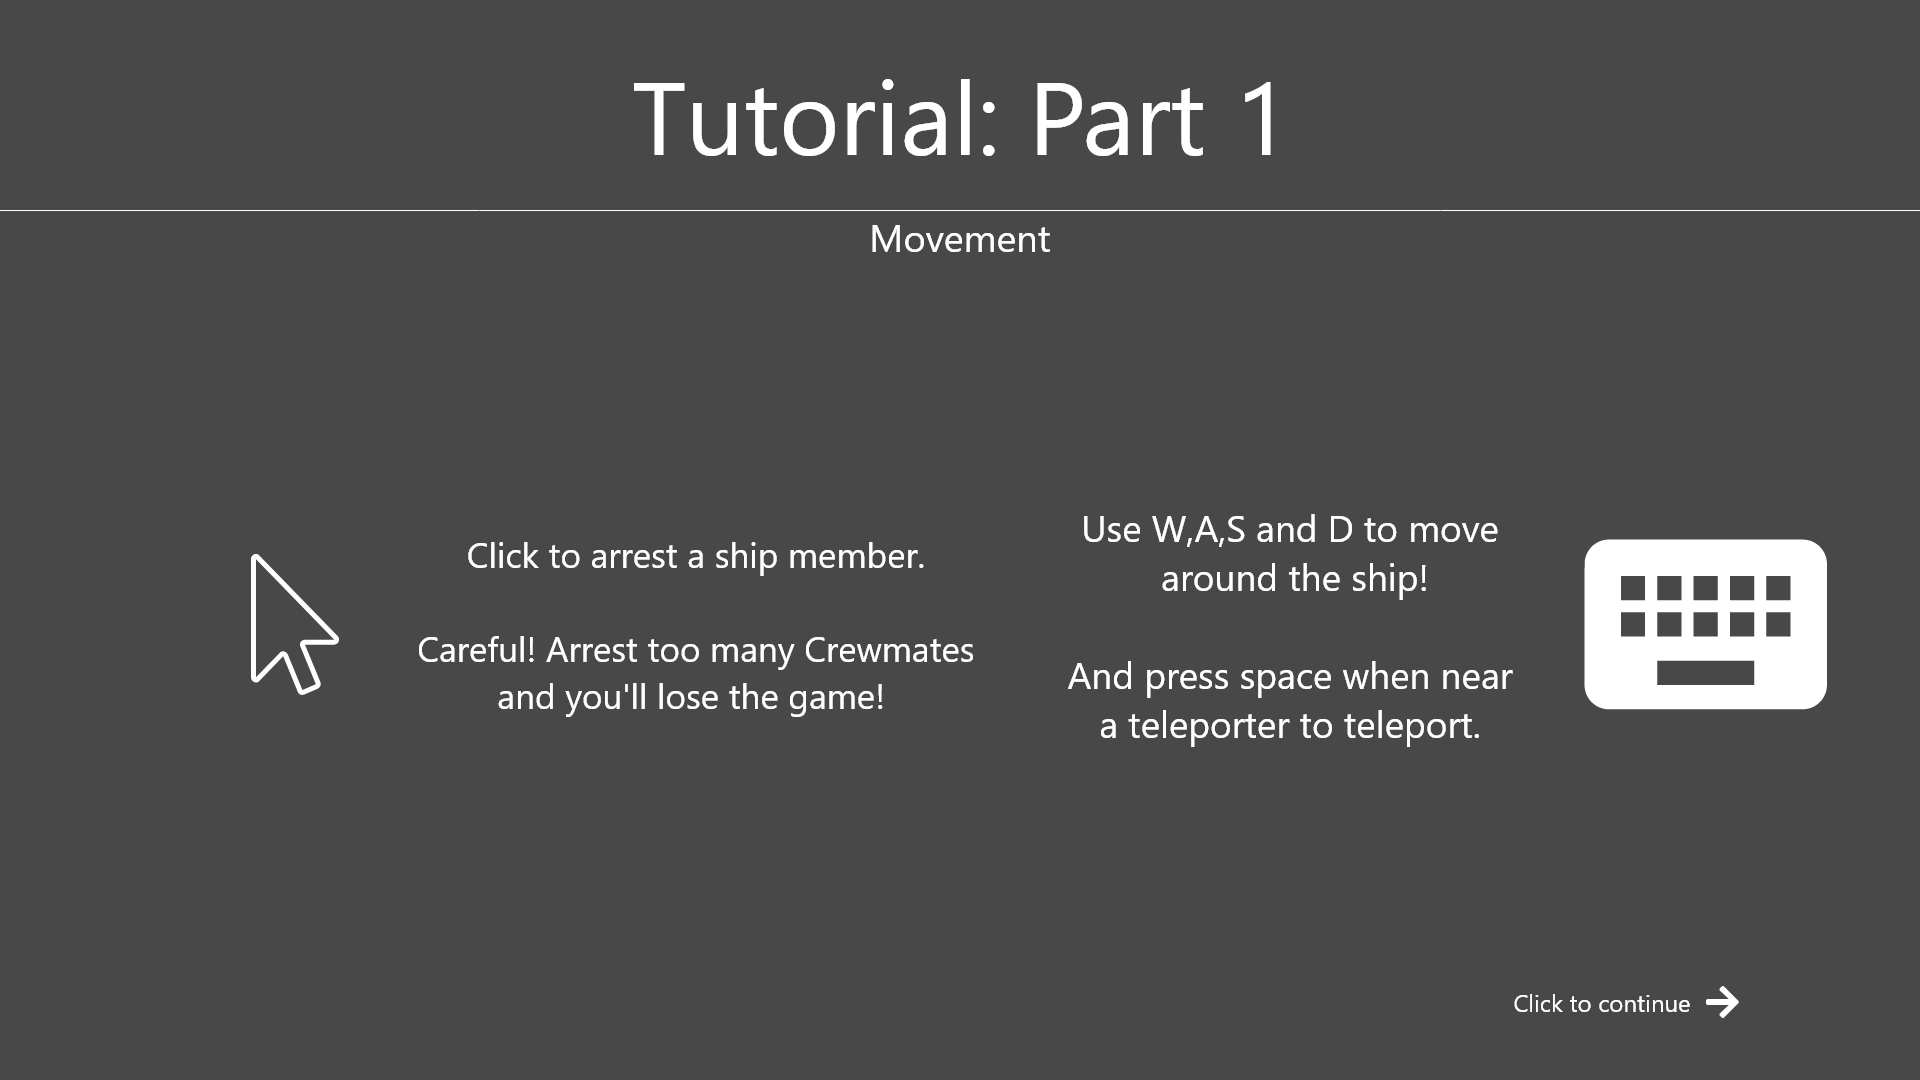 Tutorial: Part 1
Movement
Click to arrest a ship member.
Careful! Arrest too many Crewmates
and you'll lose the game!
Use W,A,S and D to move
around the ship!
And press space when near
a teleporter to teleport.
Click to continue